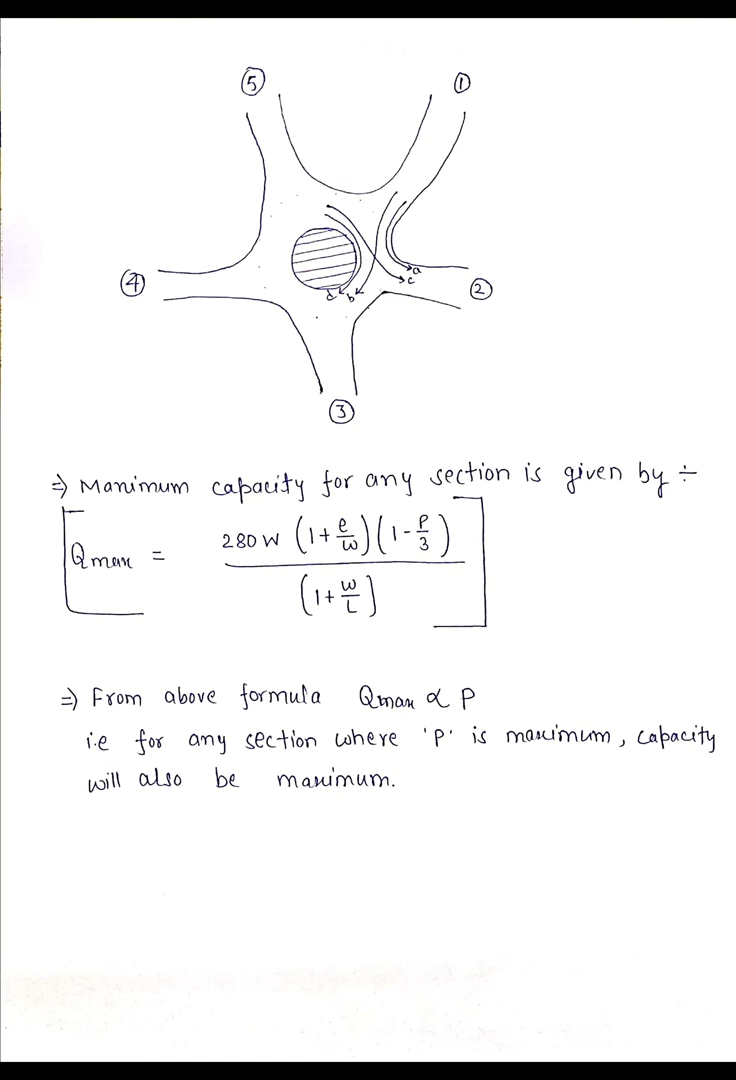 ⑤ ①
④ a
c
d b ②
③
⇒ Maximum capacity for any section is given by ÷
Qmax = 280 W (1 + e/w) (1 - P/3) / (1 + w/L)
⇒ From above formula Qmax ∝ P
i.e for any section where 'P' is maximum, capacity
will also be maximum.